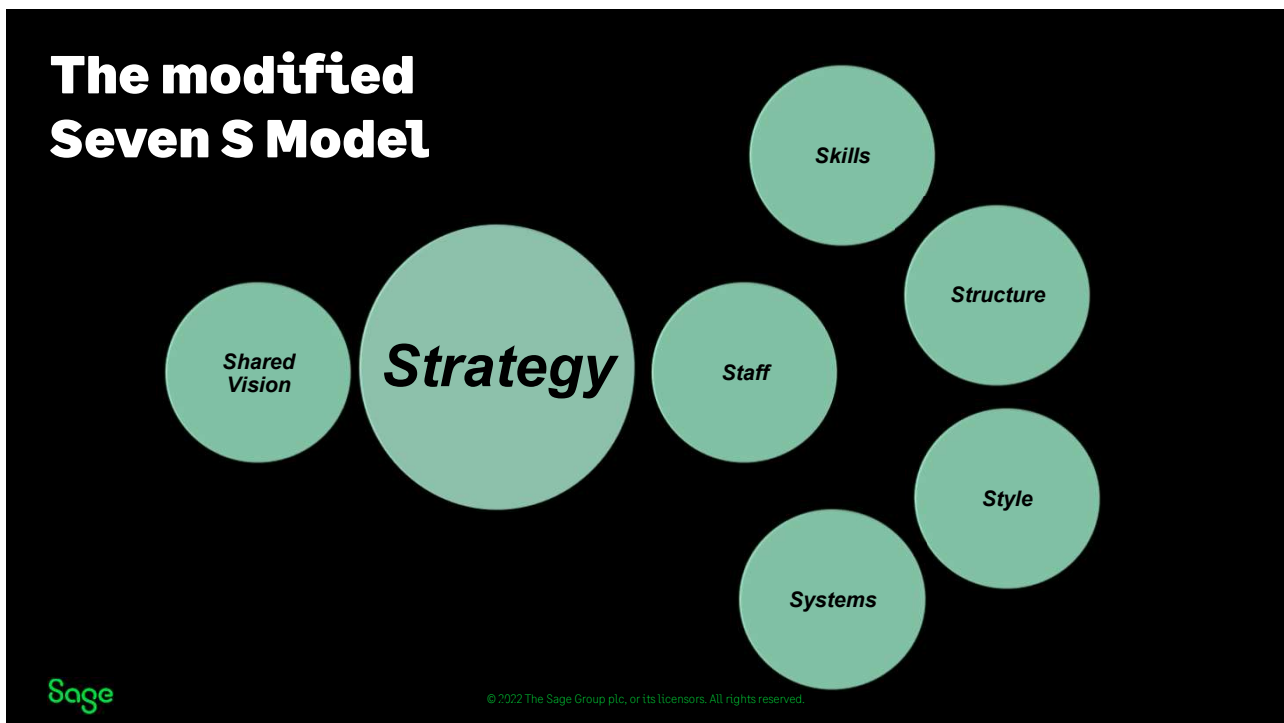 The modified
Seven S Model
Skills
Structure
Shared
Vision
Strategy
Staff
Style
Systems
Sage
© 2022 The Sage Group plc, or its licensors. All rights reserved.